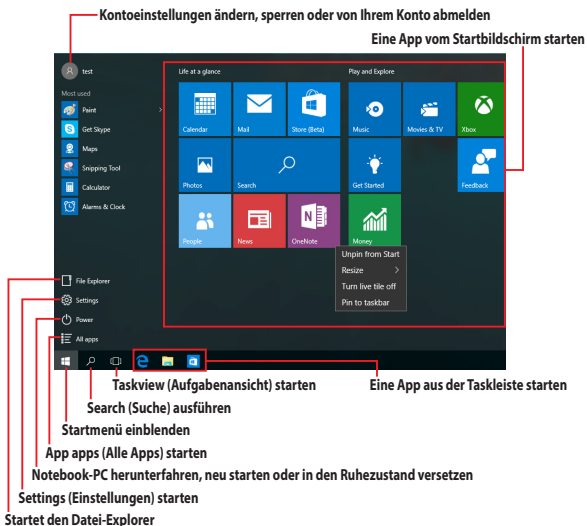 Kontoeinstellungen ändern, sperren oder von Ihrem Konto abmelden
Eine App vom Startbildschirm starten
test
Life at a glance
Play and Explore
Most used
Paint
Get Skype
Maps
Snipping Tool
Calculator
Alarms & Clock
Calendar
Mail
Store (Beta)
Music
Movies & TV
Xbox
Photos
Search
Get Started
Feedback
People
News
OneNote
Money
Unpin from Start
Resize
Turn live tile off
Pin to taskbar
File Explorer
Settings
Power
All apps
Taskview (Aufgabenansicht) starten
Eine App aus der Taskleiste starten
Search (Suche) ausführen
Startmenü einblenden
App apps (Alle Apps) starten
Notebook-PC herunterfahren, neu starten oder in den Ruhezustand versetzen
Settings (Einstellungen) starten
Startet den Datei-Explorer